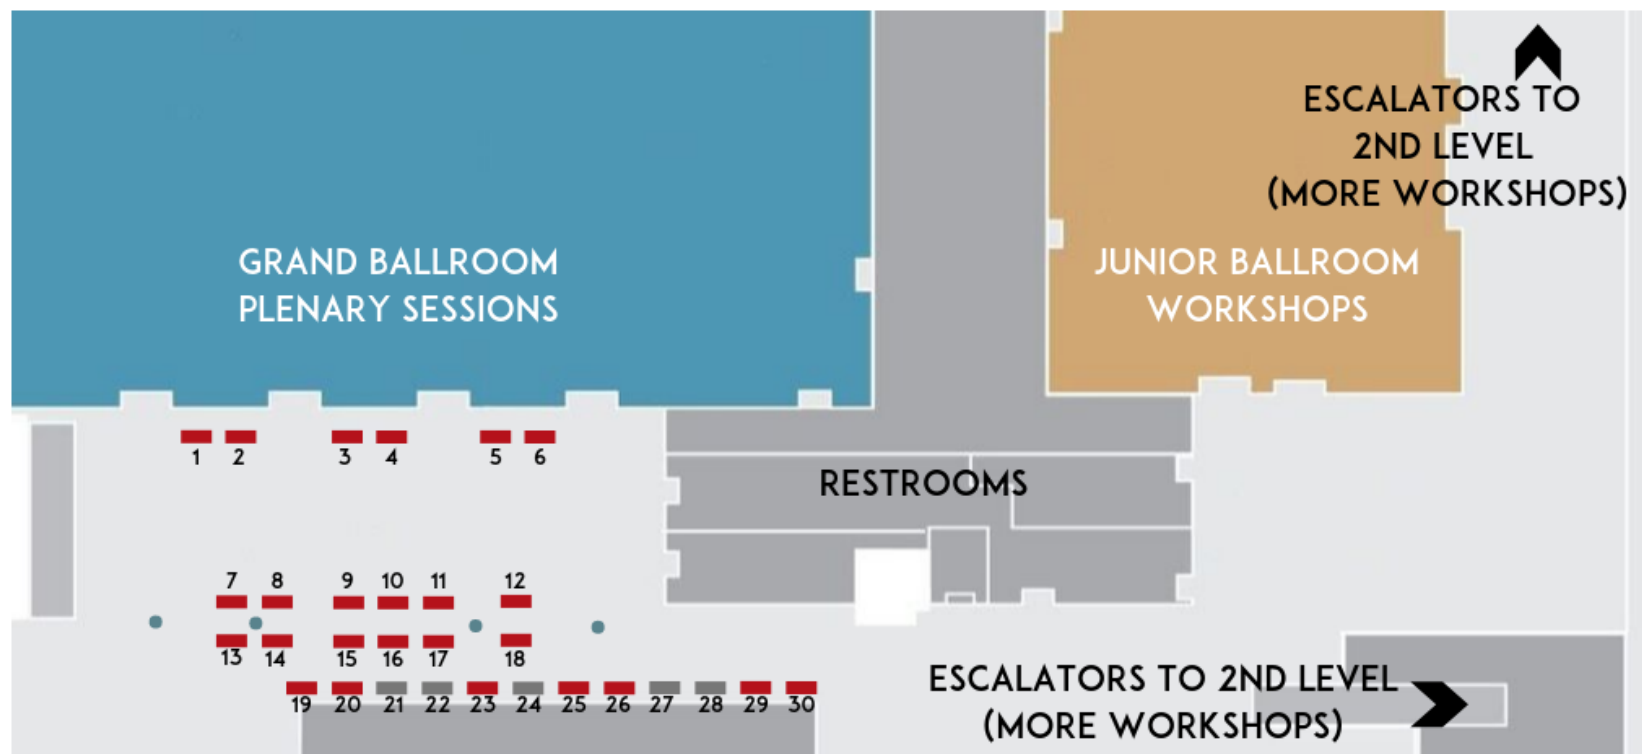 ESCALATORS TO
2ND LEVEL
(MORE WORKSHOPS)
GRAND BALLROOM
PLENARY SESSIONS
JUNIOR BALLROOM
WORKSHOPS
1 2 3 4 5 6
RESTROOMS
7 8 9 10 11 12
13 14 15 16 17 18
19 20 21 22 23 24 25 26 27 28 29 30
ESCALATORS TO 2ND LEVEL
(MORE WORKSHOPS)